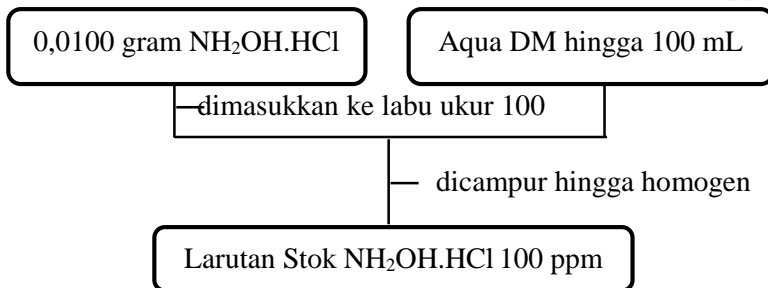 0,0100 gram NH₂OH.HCl
Aqua DM hingga 100 mL
dimasukkan ke labu ukur 100
dicampur hingga homogen
Larutan Stok NH₂OH.HCl 100 ppm